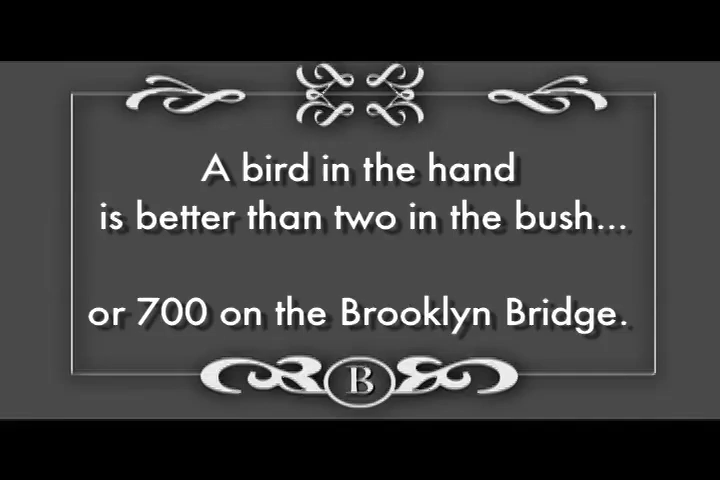 A bird in the hand
is better than two in the bush...
or 700 on the Brooklyn Bridge.
B